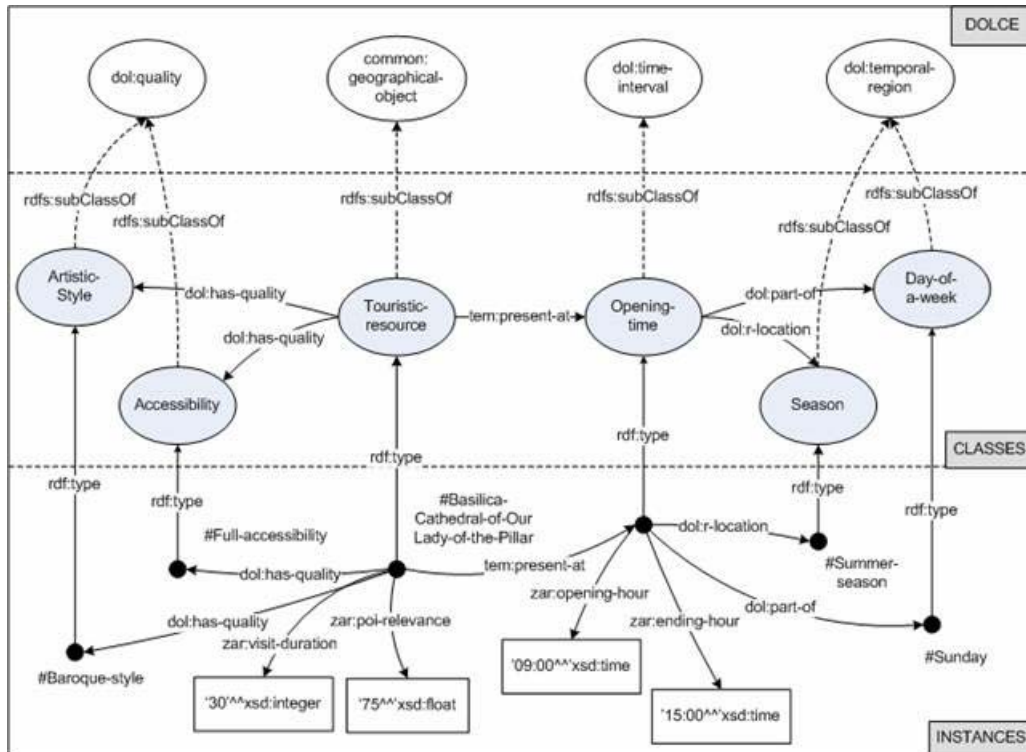 DOLCE
dol:quality
common:
geographical-
object
dol:time-
interval
dol:temporal-
region
rdfs:subClassOf
rdfs:subClassOf
rdfs:subClassOf
rdfs:subClassOf
rdfs:subClassOf
rdfs:subClassOf
Artistic-
Style
dol:has-quality
Touristic-
resource
tem:present-at
Opening-
time
dol:part-of
Day-of-
a-week
dol:has-quality
dol:r-location
Accessibility
Season
rdf:type
rdf:type
CLASSES
rdf:type
rdf:type
rdf:type
rdf:type
#Full-accessibility
#Basilica-
Cathedral-of-Our
Lady-of-the-Pillar
dol:r-location
#Summer-
season
dol:has-quality
tem:present-at
zar:opening-hour
dol:part-of
dol:has-quality
zar:poi-relevance
zar:ending-hour
zar:visit-duration
#Baroque-style
#Sunday
'09:00^^'xsd:time
'30'^^xsd:integer
'75^^'xsd:float
'15:00^^'xsd:time
INSTANCES